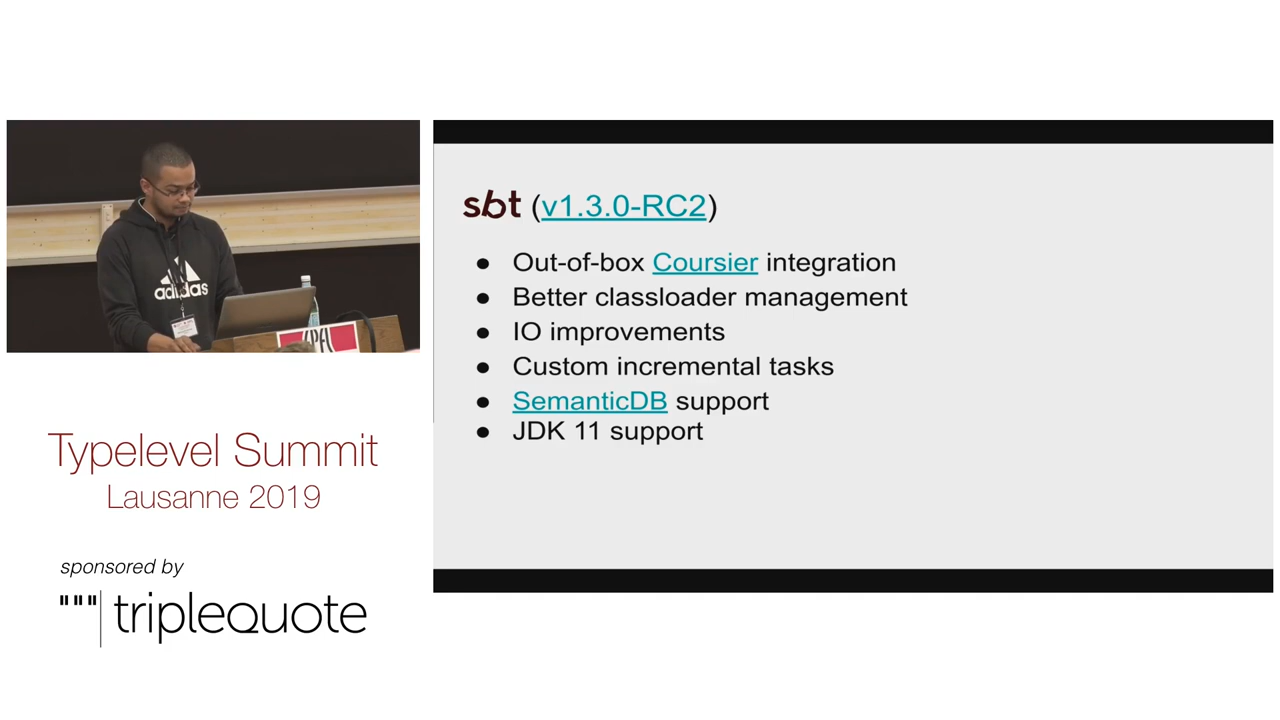 adidas
EPFL
Typelevel Summit
Lausanne 2019
sponsored by
"""|triplequote
sbt (v1.3.0-RC2)
● Out-of-box Coursier integration
● Better classloader management
● IO improvements
● Custom incremental tasks
● SemanticDB support
● JDK 11 support